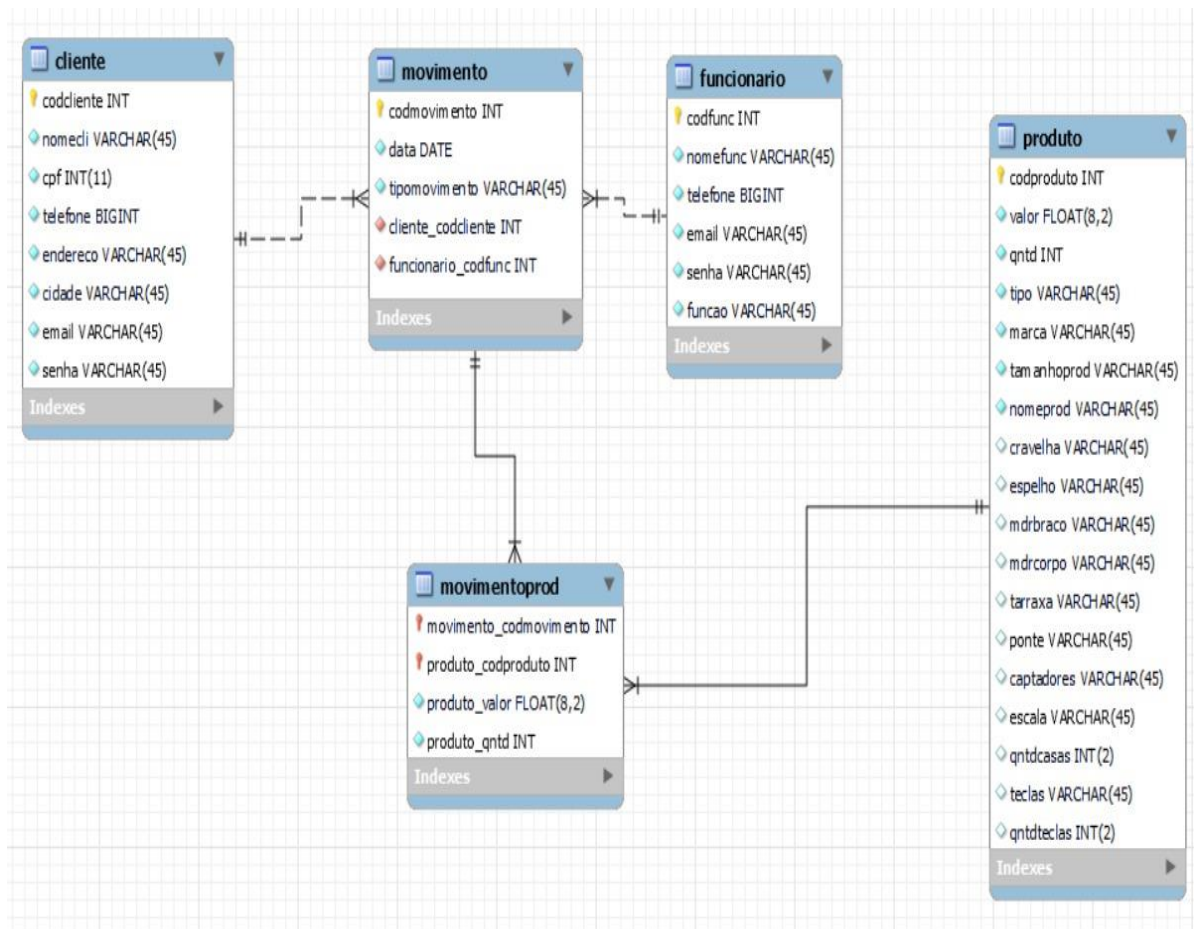 cliente
codcliente INT
nomecli VARCHAR(45)
cpf INT(11)
telefone BIGINT
endereco VARCHAR(45)
cidade VARCHAR(45)
email VARCHAR(45)
senha VARCHAR(45)
Indexes
movimento
codmovimento INT
data DATE
tipomovimento VARCHAR(45)
cliente_codcliente INT
funcionario_codfunc INT
Indexes
funcionario
codfunc INT
nomefunc VARCHAR(45)
telefone BIGINT
email VARCHAR(45)
senha VARCHAR(45)
funcao VARCHAR(45)
Indexes
produto
codproduto INT
valor FLOAT(8,2)
qntd INT
tipo VARCHAR(45)
marca VARCHAR(45)
tamanhoprod VARCHAR(45)
nomeprod VARCHAR(45)
cravelha VARCHAR(45)
espelho VARCHAR(45)
mdrbraco VARCHAR(45)
mdrcorpo VARCHAR(45)
tarraxa VARCHAR(45)
ponte VARCHAR(45)
captadores VARCHAR(45)
escala VARCHAR(45)
qntdcasas INT(2)
teclas VARCHAR(45)
qntdteclas INT(2)
Indexes
movimentoprod
movimento_codmovimento INT
produto_codproduto INT
produto_valor FLOAT(8,2)
produto_qntd INT
Indexes